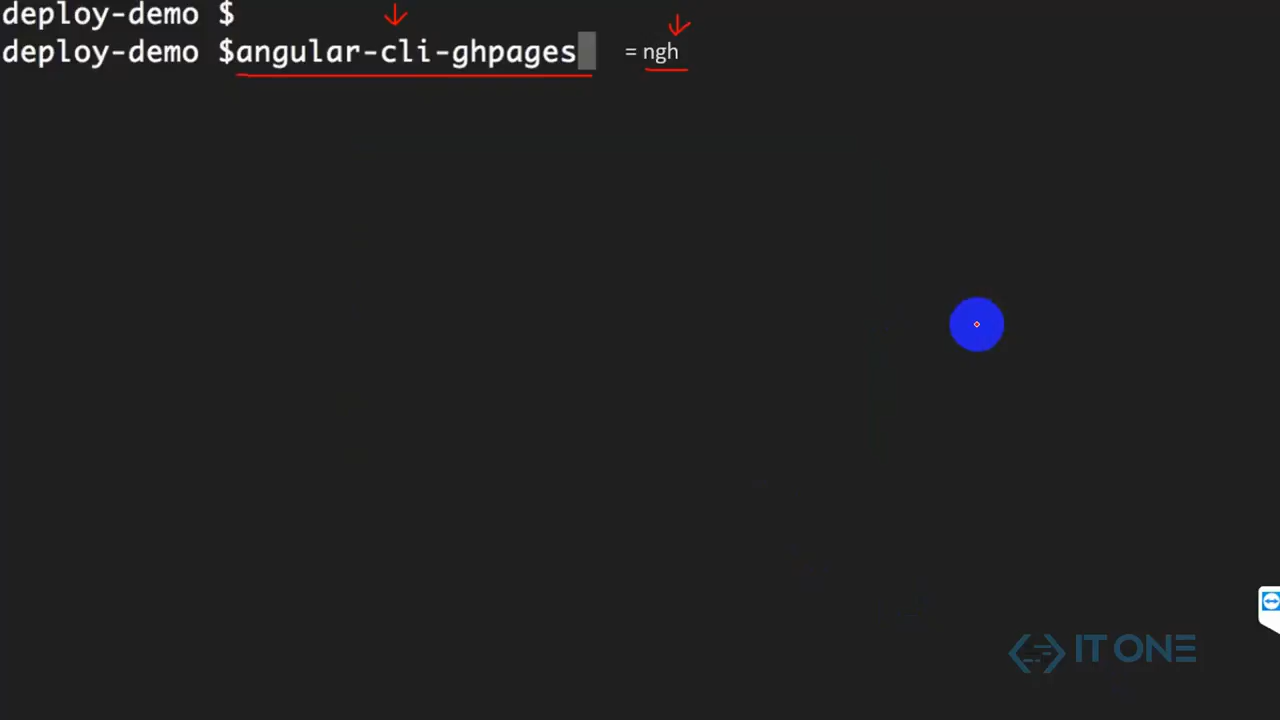 deploy-demo $
deploy-demo $angular-cli-ghpages = ngh
IT ONE